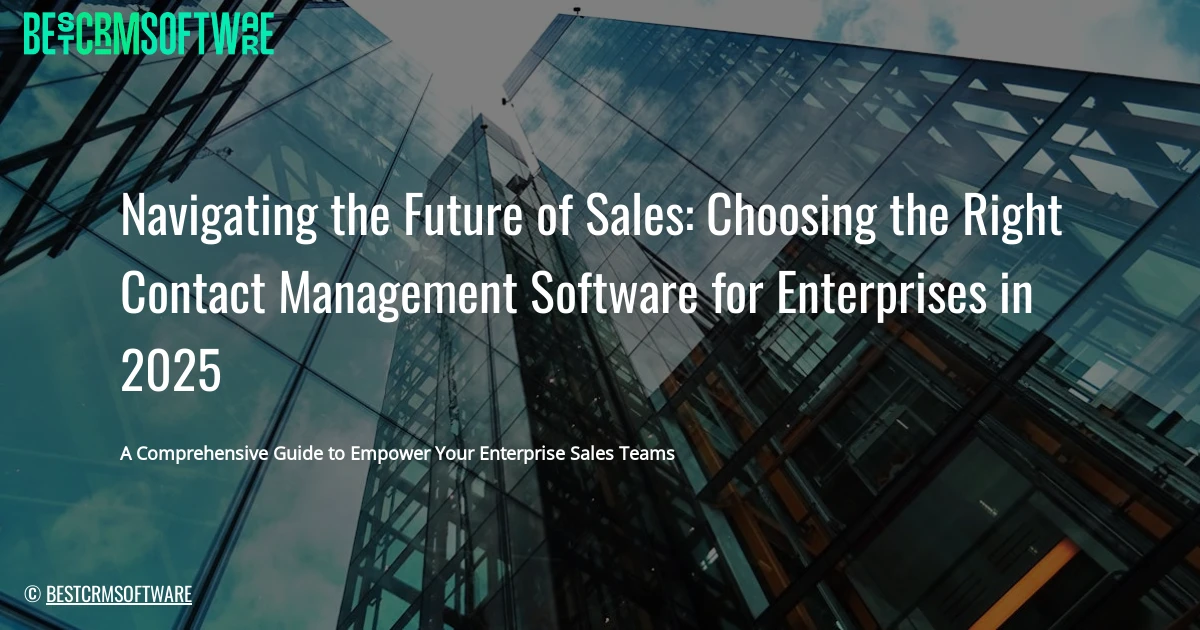 BESTCRMSOFTWARE
Navigating the Future of Sales: Choosing the Right
Contact Management Software for Enterprises in
2025
A Comprehensive Guide to Empower Your Enterprise Sales Teams
© BESTCRMSOFTWARE